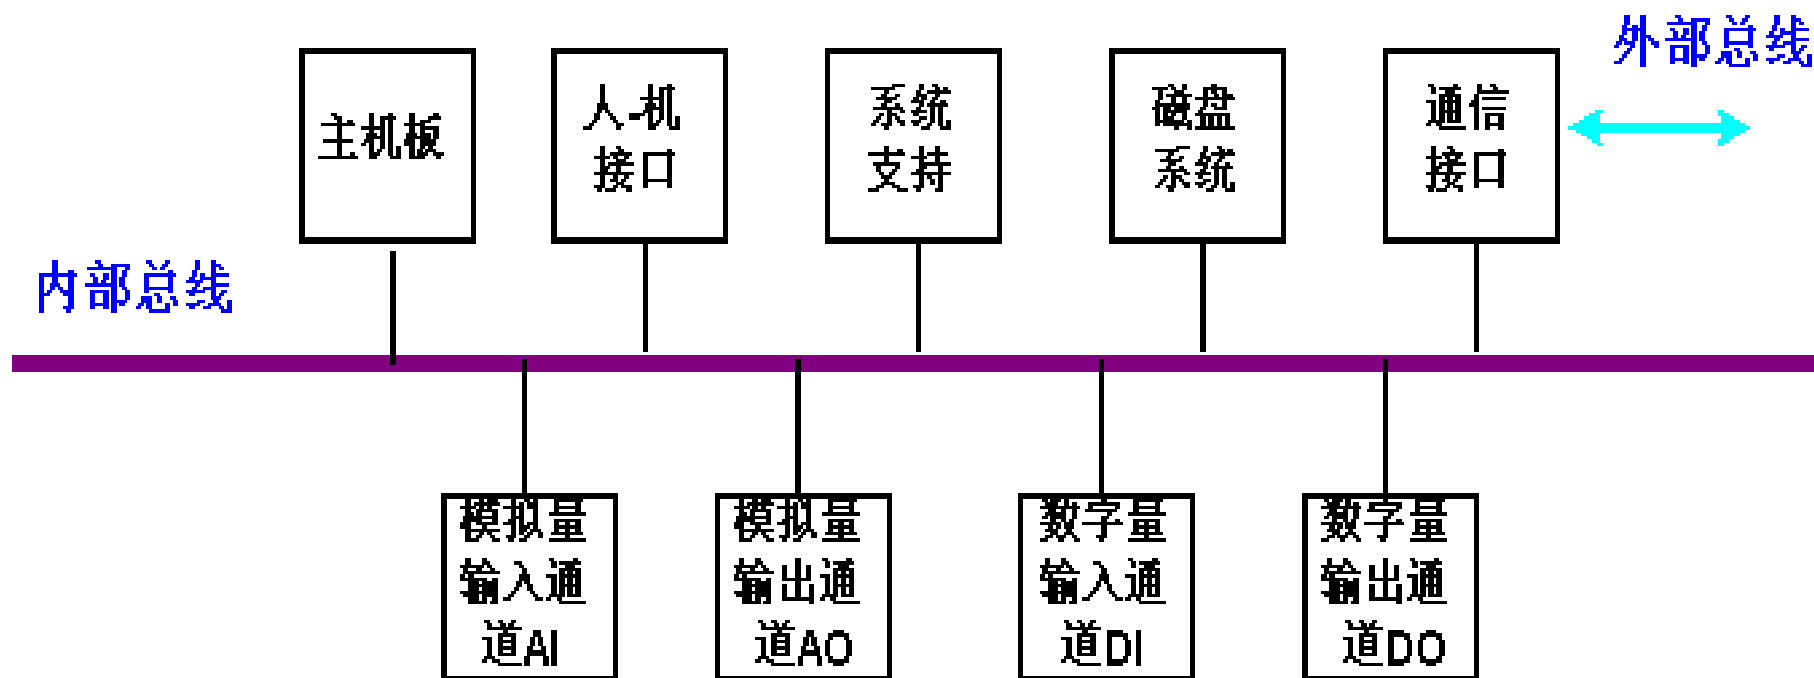 外部总线
主机板
人-机
接口
系统
支持
磁盘
系统
通信
接口
内部总线
模拟量
输入通
道AI
模拟量
输出通
道AO
数字量
输入通
道DI
数字量
输出通
道DO